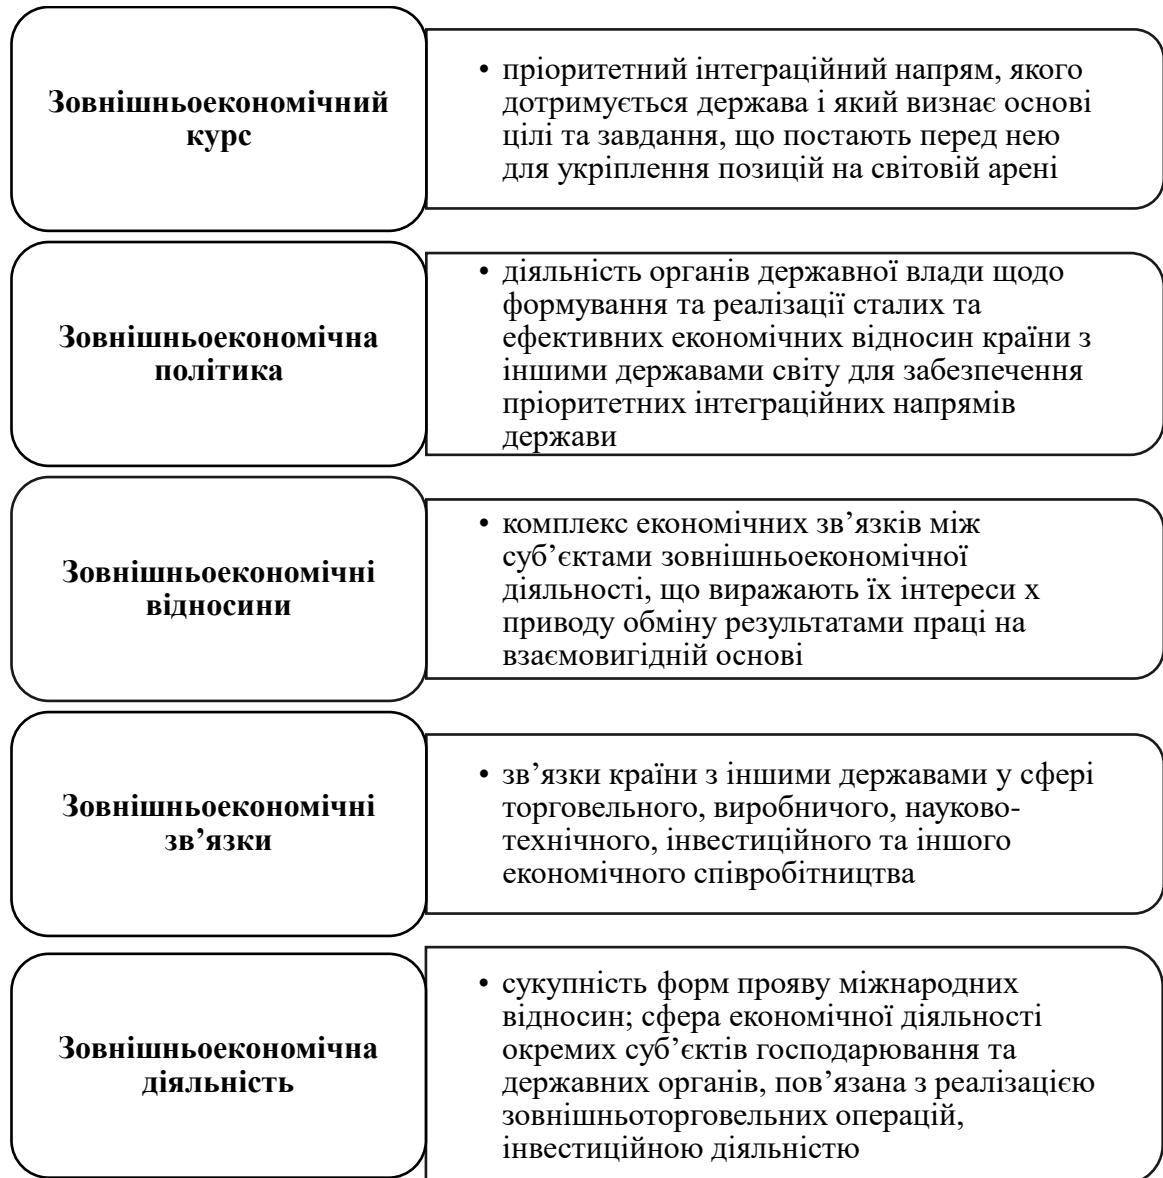 Зовнішньоекономічний
курс
• пріоритетний інтеграційний напрям, якого
дотримується держава і який визнає основі
цілі та завдання, що постають перед нею
для укріплення позицій на світовій арені
Зовнішньоекономічна
політика
• діяльність органів державної влади щодо
формування та реалізації сталих та
ефективних економічних відносин країни з
іншими державами світу для забезпечення
пріоритетних інтеграційних напрямів
держави
Зовнішньоекономічні
відносини
• комплекс економічних зв’язків між
суб’єктами зовнішньоекономічної
діяльності, що виражають їх інтереси х
приводу обміну результатами праці на
взаємовигідній основі
Зовнішньоекономічні
зв’язки
• зв’язки країни з іншими державами у сфері
торговельного, виробничого, науково-
технічного, інвестиційного та іншого
економічного співробітництва
Зовнішньоекономічна
діяльність
• сукупність форм прояву міжнародних
відносин; сфера економічної діяльності
окремих суб’єктів господарювання та
державних органів, пов’язана з реалізацією
зовнішньоторговельних операцій,
інвестиційною діяльністю